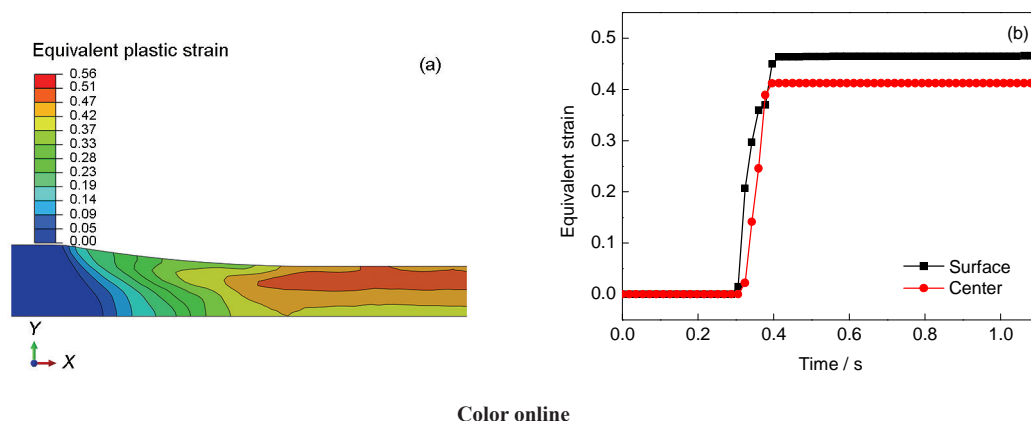 Equivalent plastic strain
(a)
0.56
0.51
0.47
0.42
0.37
0.33
0.28
0.23
0.19
0.14
0.09
0.05
0.00
Y
X
(b)
Equivalent strain
0.5
0.4
0.3
0.2
0.1
0.0
Surface
Center
0.0 0.2 0.4 0.6 0.8 1.0
Time / s
Color online